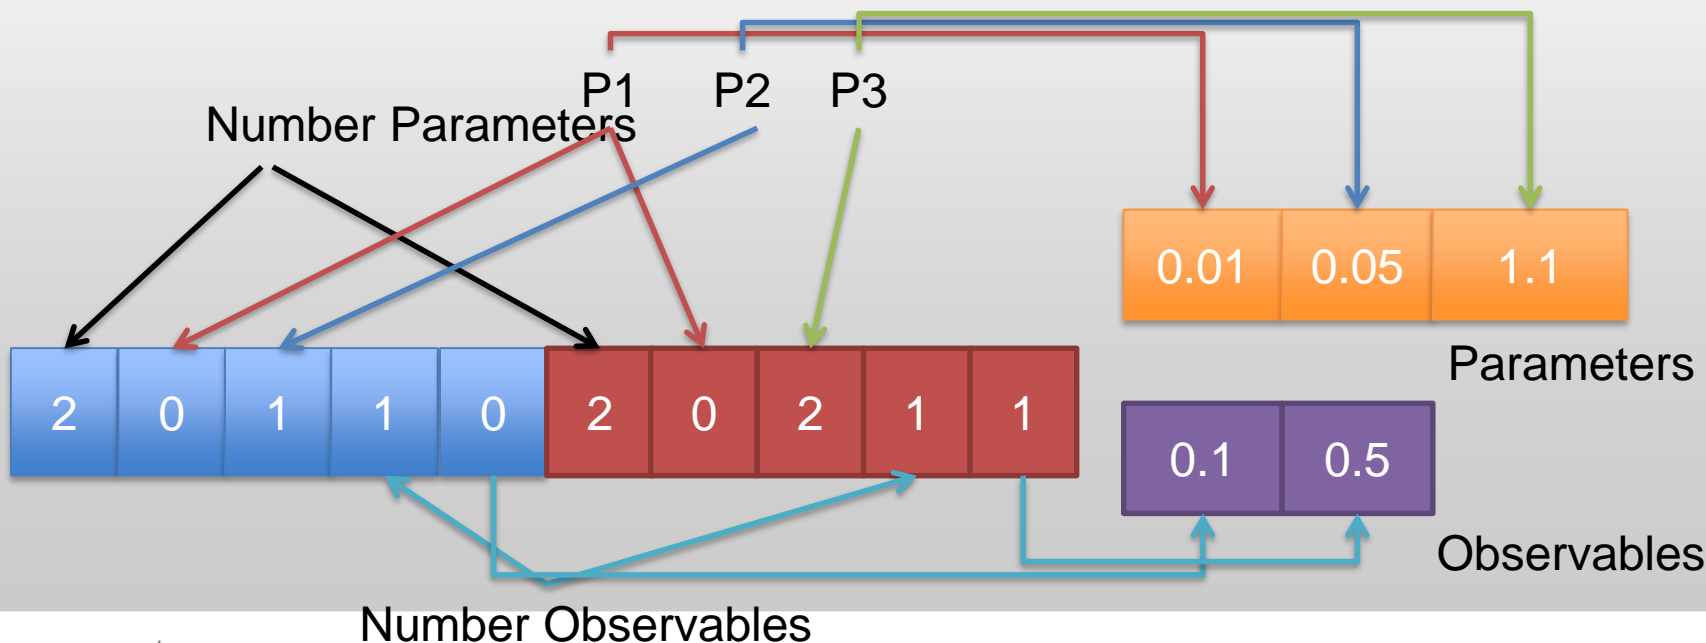 P1 P2 P3
Number Parameters
0.01 0.05 1.1
Parameters
2 0 1 1 0 2 0 2 1 1
0.1 0.5
Observables
Number Observables